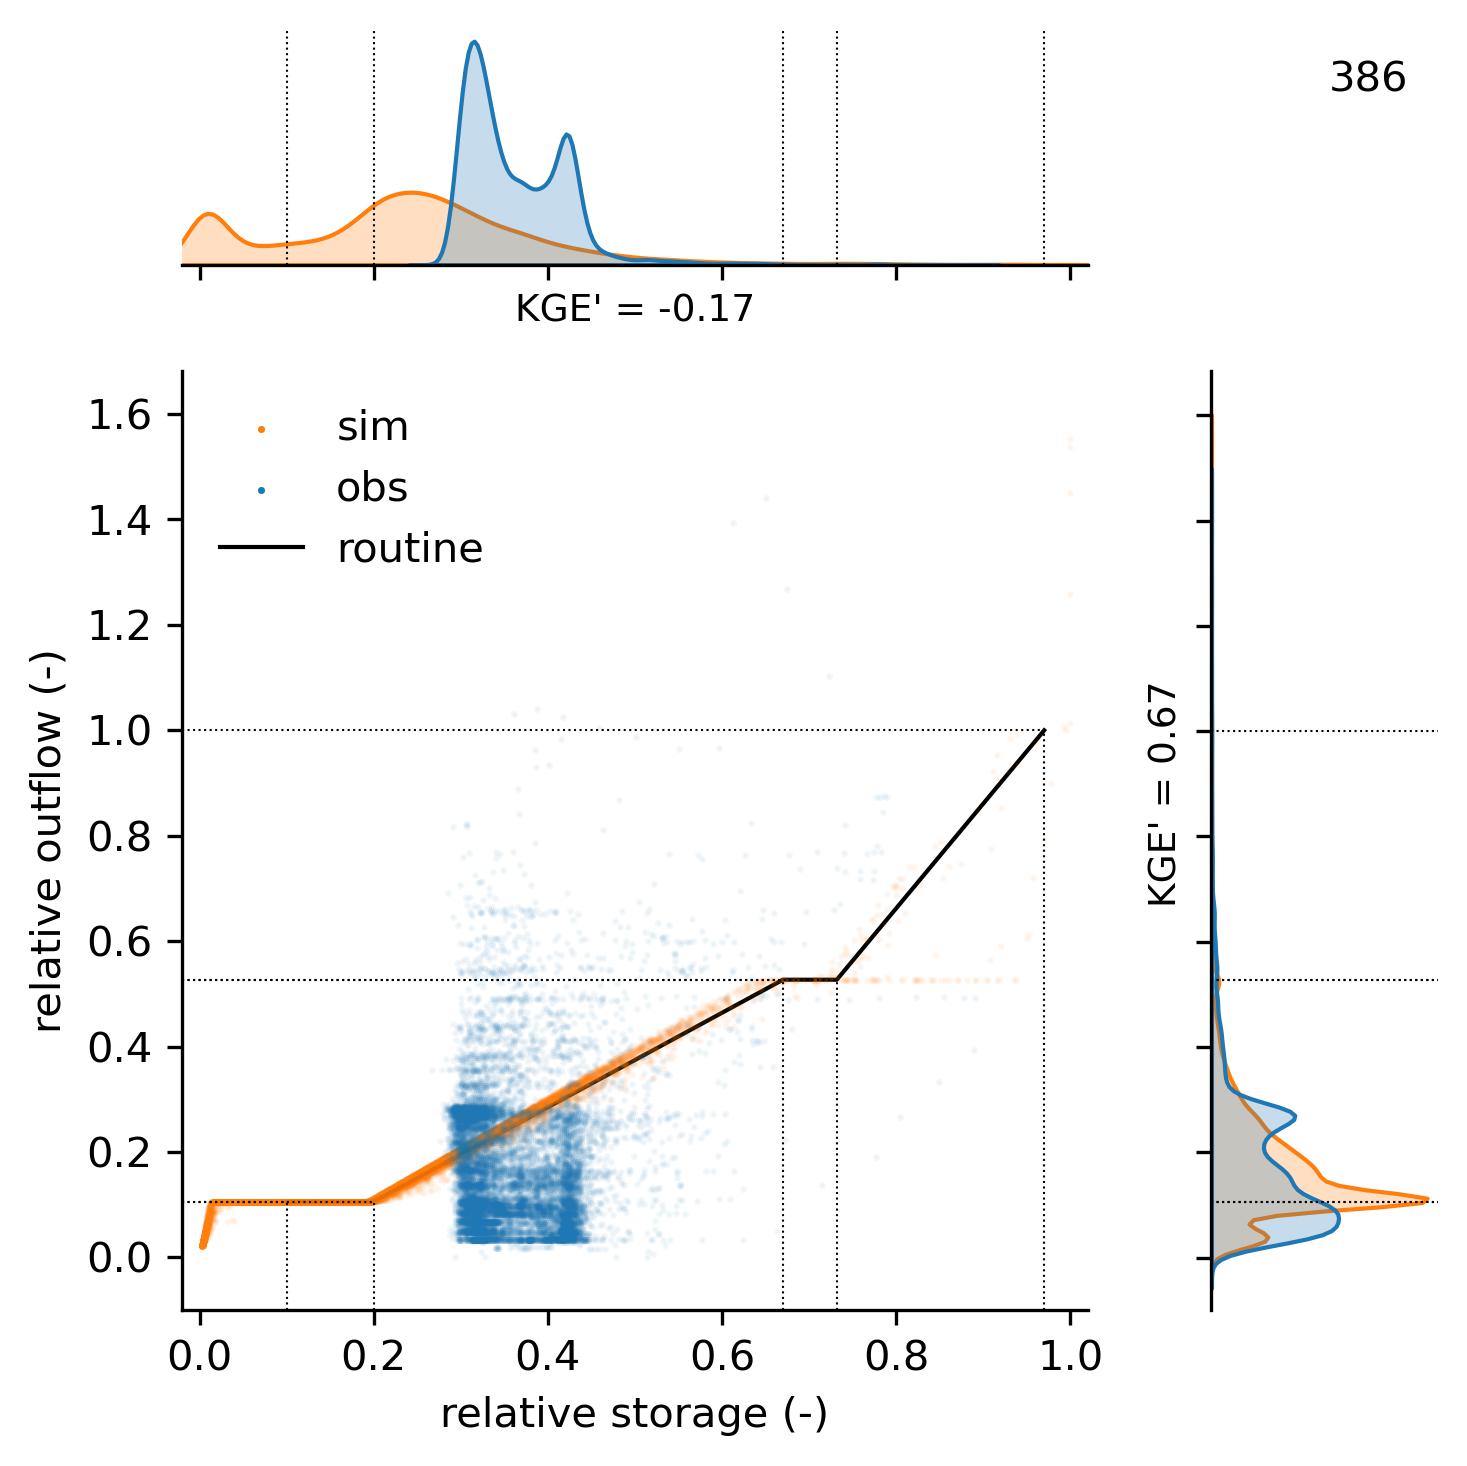 386
KGE' = -0.17
sim
obs
routine
1.6
1.4
1.2
1.0
0.8
0.6
0.4
0.2
0.0
relative outflow (-)
KGE' = 0.67
0.0 0.2 0.4 0.6 0.8 1.0
relative storage (-)